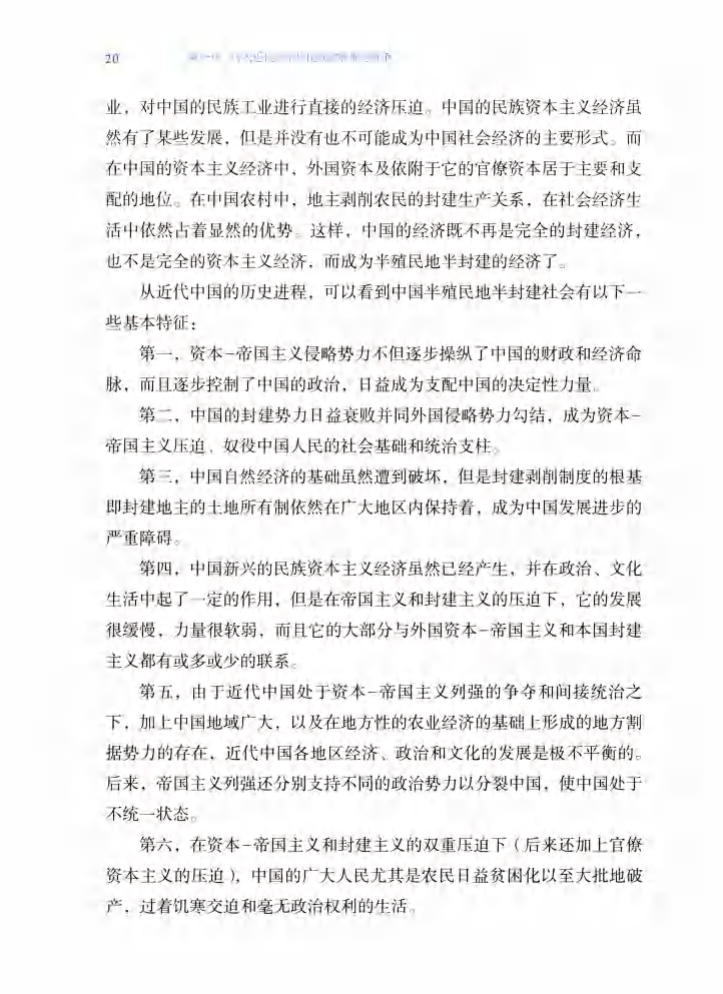 20
业，对中国的民族工业进行直接的经济压迫。中国的民族资本主义经济虽
然有了某些发展，但是并没有也不可能成为中国社会经济的主要形式。而
在中国的资本主义经济中，外国资本及依附于它的官僚资本居于主要和支
配的地位。在中国农村中，地主剥削农民的封建生产关系，在社会经济生
活中依然占着显然的优势。这样，中国的经济既不再是完全的封建经济，
也不是完全的资本主义经济，而成为半殖民地半封建的经济了。
从近代中国的历史进程，可以看到中国半殖民地半封建社会有以下一
些基本特征：
第一，资本-帝国主义侵略势力不但逐步操纵了中国的财政和经济命
脉，而且逐步控制了中国的政治，日益成为支配中国的决定性力量。
第二，中国的封建势力日益衰败并同外国侵略势力勾结，成为资本-
帝国主义压迫、奴役中国人民的社会基础和统治支柱。
第三，中国自然经济的基础虽然遭到破坏，但是封建剥削制度的根基
即封建地主的土地所有制依然在广大地区内保持着，成为中国发展进步的
严重障碍。
第四，中国新兴的民族资本主义经济虽然已经产生，并在政治、文化
生活中起了一定的作用，但是在帝国主义和封建主义的压迫下，它的发展
很缓慢，力量很软弱，而且它的大部分与外国资本-帝国主义和本国封建
主义都有或多或少的联系。
第五，由于近代中国处于资本-帝国主义列强的争夺和间接统治之
下，加上中国地域广大，以及在地方性的农业经济的基础上形成的地方割
据势力的存在，近代中国各地区经济、政治和文化的发展是极不平衡的。
后来，帝国主义列强还分别支持不同的政治势力以分裂中国，使中国处于
不统一状态。
第六，在资本-帝国主义和封建主义的双重压迫下（后来还加上官僚
资本主义的压迫），中国的广大人民尤其是农民日益贫困化以至大批地破
产，过着饥寒交迫和毫无政治权利的生活。